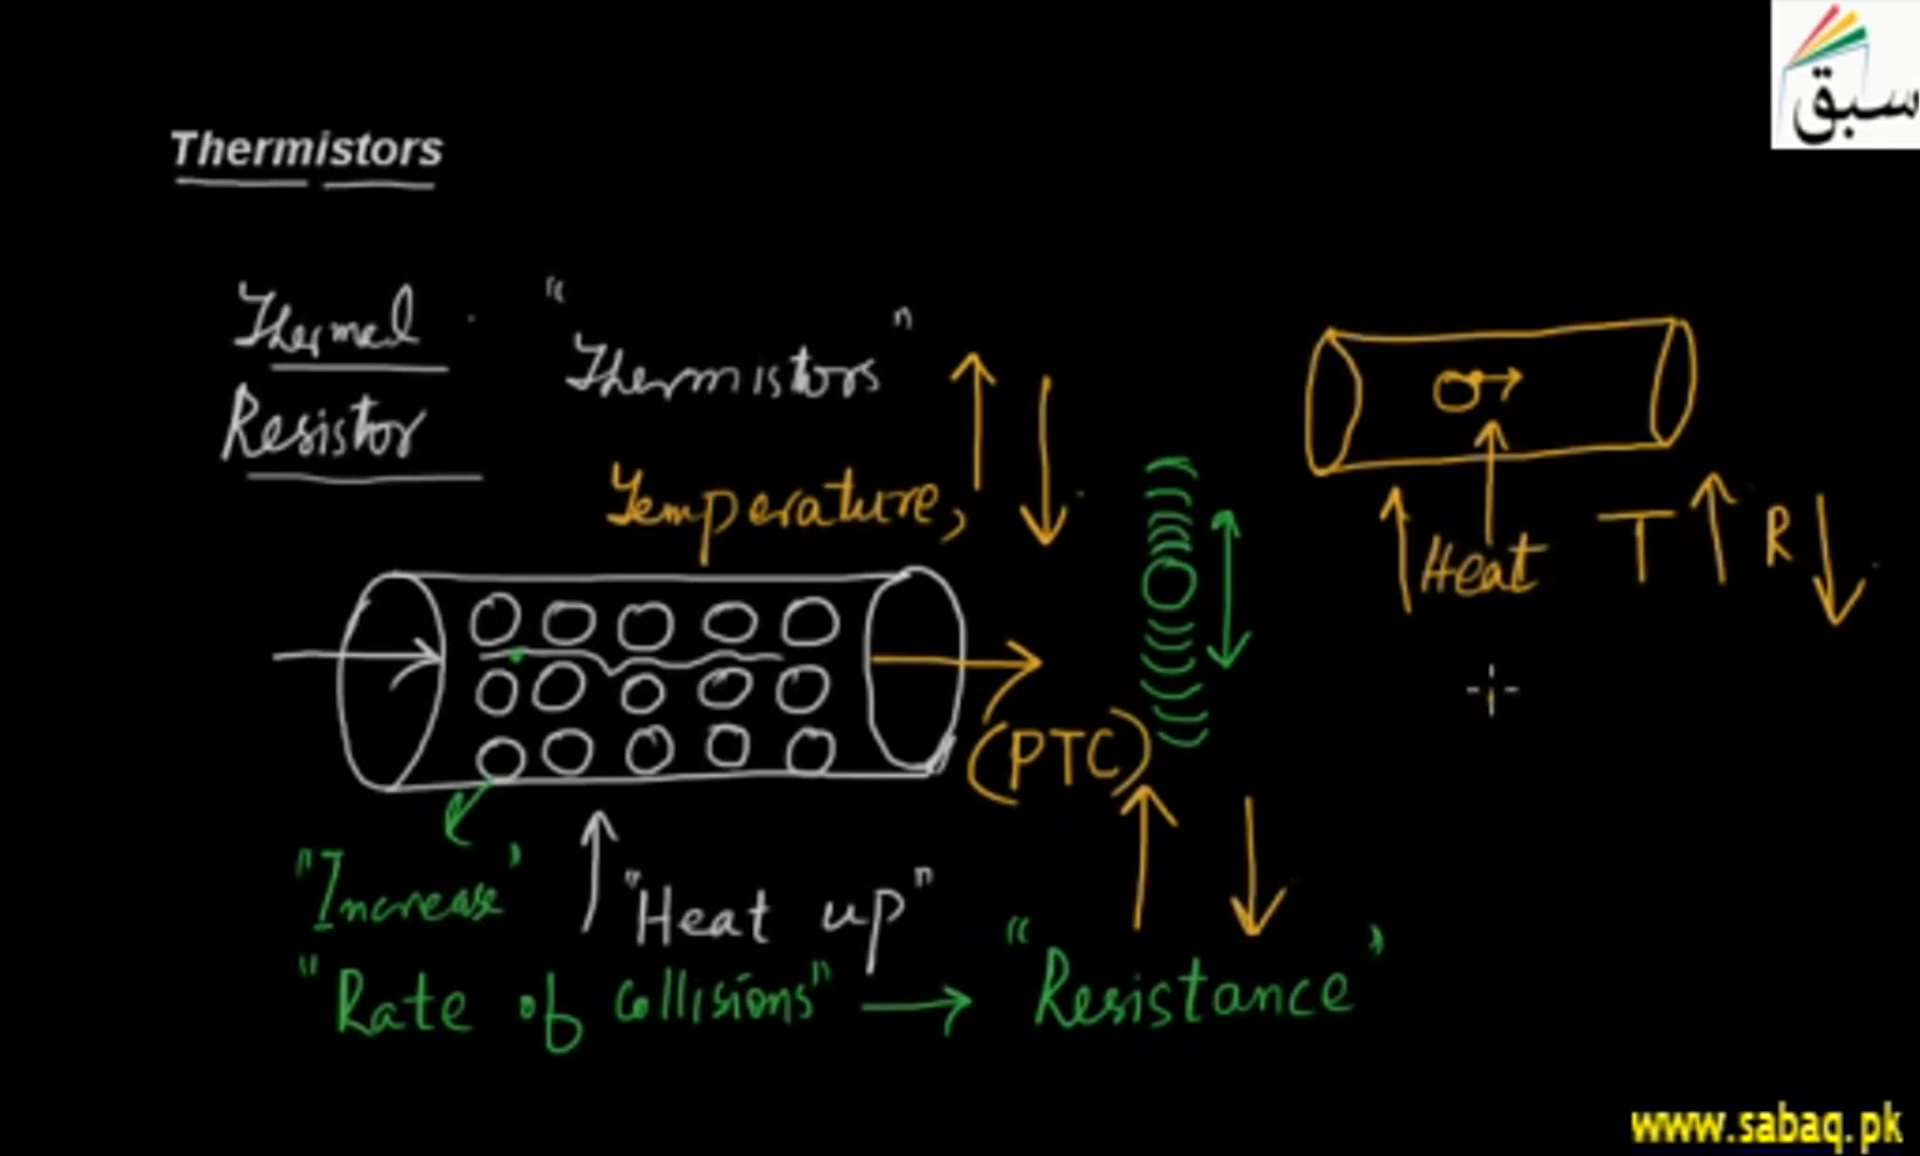 سبق
Thermistors
Thermal
Resistor
"Thermistors"
Temperature,
Heat T R
(PTC)
"Increase"
"Heat up"
"Rate of collisions" → "Resistance"
www.sabaq.pk